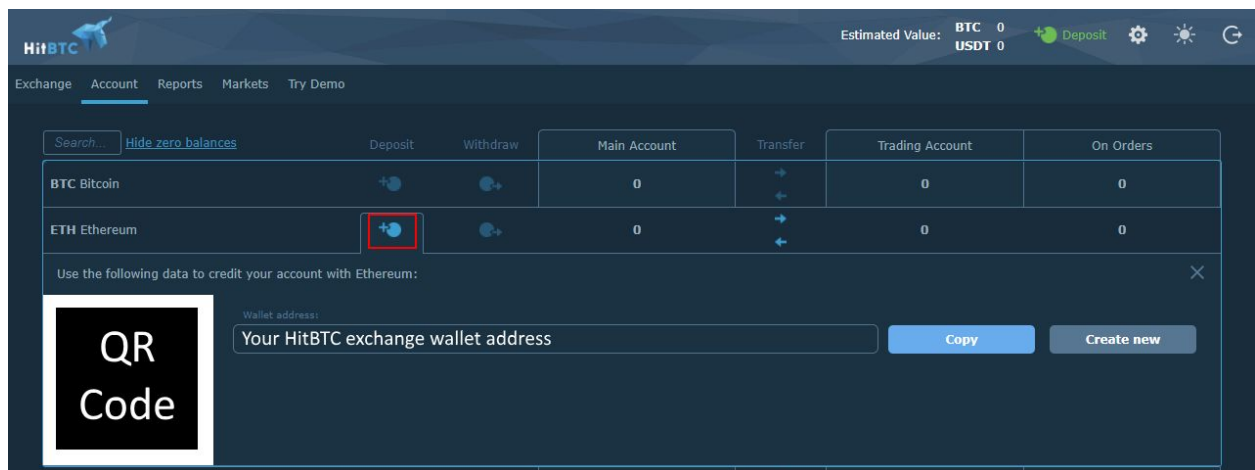 HitBTC
Estimated Value: BTC 0 Deposit
USDT 0
Exchange Account Reports Markets Try Demo
Search... Hide zero balances Deposit Withdraw Main Account Transfer Trading Account On Orders
BTC Bitcoin 0 0 0
ETH Ethereum 0 0 0
Use the following data to credit your account with Ethereum:
QR
Code
Wallet address:
Your HitBTC exchange wallet address Copy Create new